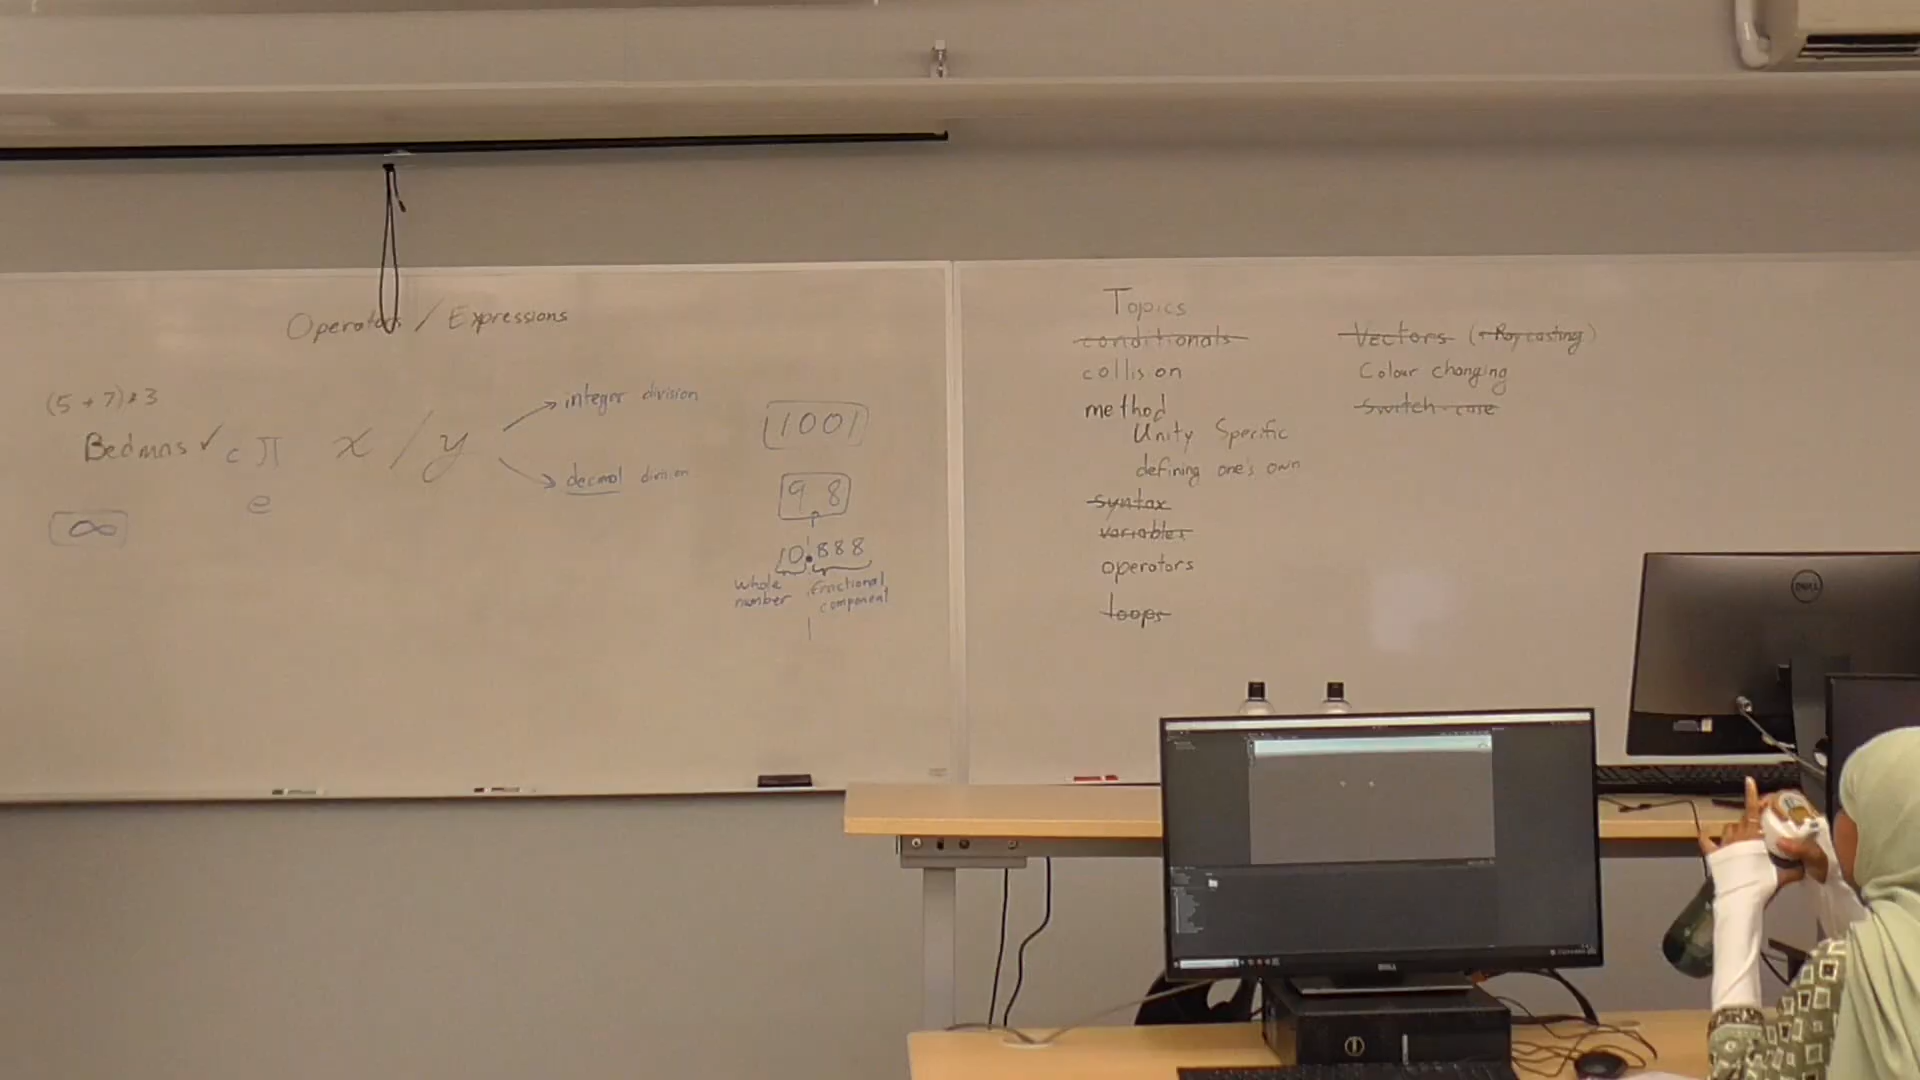 Operators / Expressions
(5 + 7) * 3
Bedmas ✓ c π x / y
e
∞
integer division
decimal division
1001
9.8
10.888
whole number
fractional component
Topics
conditionals
collision
method
Unity Specific
defining one's own
syntax
variables
operators
loops
Vectors (+Raycasting)
Colour changing
Switch-case
DELL
DELL